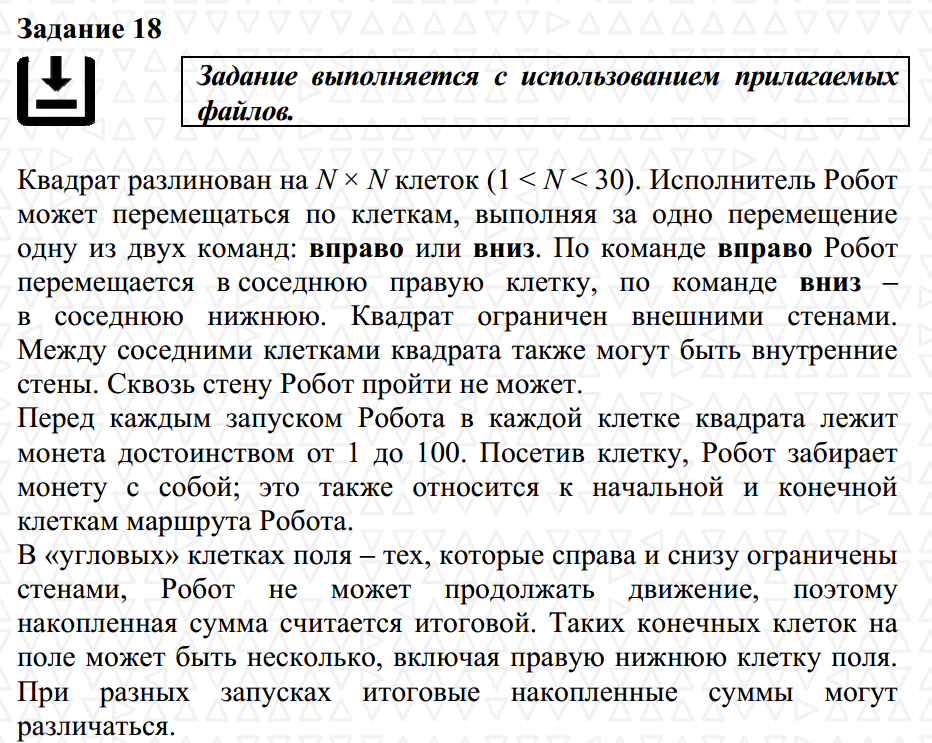 Задание 18
Задание выполняется с использованием прилагаемых
файлов.
Квадрат разлинован на N × N клеток (1 < N < 30). Исполнитель Робот
может перемещаться по клеткам, выполняя за одно перемещение
одну из двух команд: вправо или вниз. По команде вправо Робот
перемещается в соседнюю правую клетку, по команде вниз –
в соседнюю нижнюю. Квадрат ограничен внешними стенами.
Между соседними клетками квадрата также могут быть внутренние
стены. Сквозь стену Робот пройти не может.
Перед каждым запуском Робота в каждой клетке квадрата лежит
монета достоинством от 1 до 100. Посетив клетку, Робот забирает
монету с собой; это также относится к начальной и конечной
клеткам маршрута Робота.
В «угловых» клетках поля – тех, которые справа и снизу ограничены
стенами, Робот не может продолжать движение, поэтому
накопленная сумма считается итоговой. Таких конечных клеток на
поле может быть несколько, включая правую нижнюю клетку поля.
При разных запусках итоговые накопленные суммы могут
различаться.